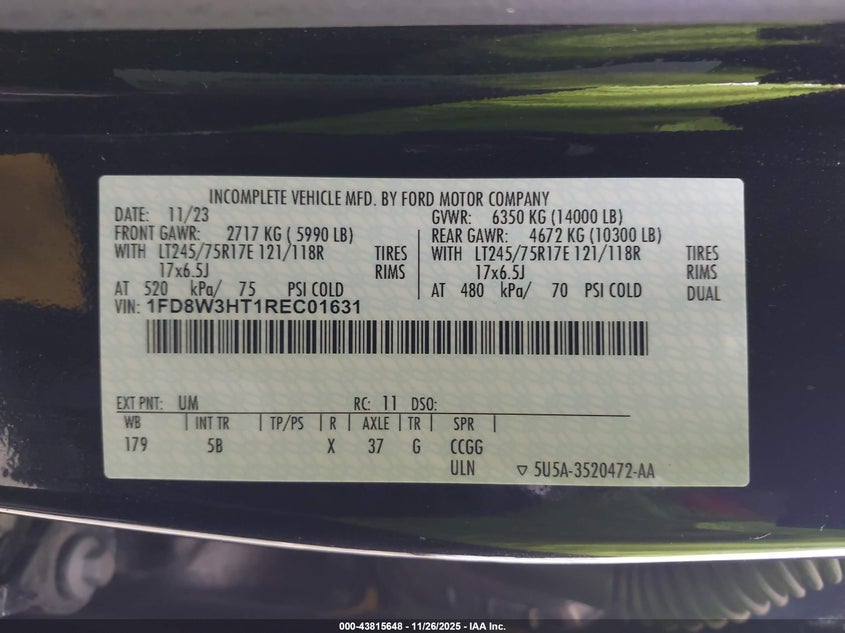 INCOMPLETE VEHICLE MFD. BY FORD MOTOR COMPANY
DATE: 11/23 GVWR: 6350 KG (14000 LB)
FRONT GAWR: 2717 KG ( 5990 LB) REAR GAWR: 4672 KG (10300 LB)
WITH LT245/75R17E 121/118R TIRES WITH LT245/75R17E 121/118R TIRES
17x6.5J RIMS 17x6.5J RIMS
AT 520 kPa/ 75 PSI COLD AT 480 kPa/ 70 PSI COLD DUAL
VIN: 1FD8W3HT1REC01631
EXT PNT: UM RC: 11 DSO:
WB | INT TR | TP/PS | R | AXLE | TR | SPR |
179 5B X 37 G CCGG
ULN ▽ 5U5A-3520472-AA
000-43815648 - 11/26/2025 - IAA Inc.